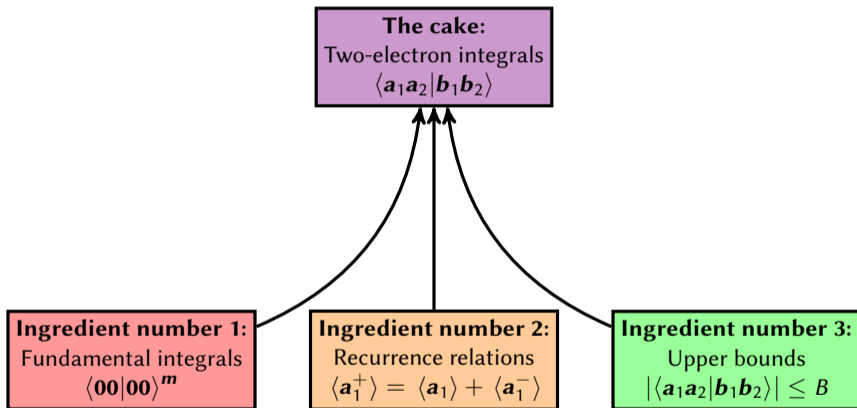 The cake:
Two-electron integrals
⟨a₁a₂|b₁b₂⟩
Ingredient number 1:
Fundamental integrals
⟨00|00⟩ᵐ
Ingredient number 2:
Recurrence relations
⟨a₁⁺⟩ = ⟨a₁⟩ + ⟨a₁⁻⟩
Ingredient number 3:
Upper bounds
|⟨a₁a₂|b₁b₂⟩| ≤ B